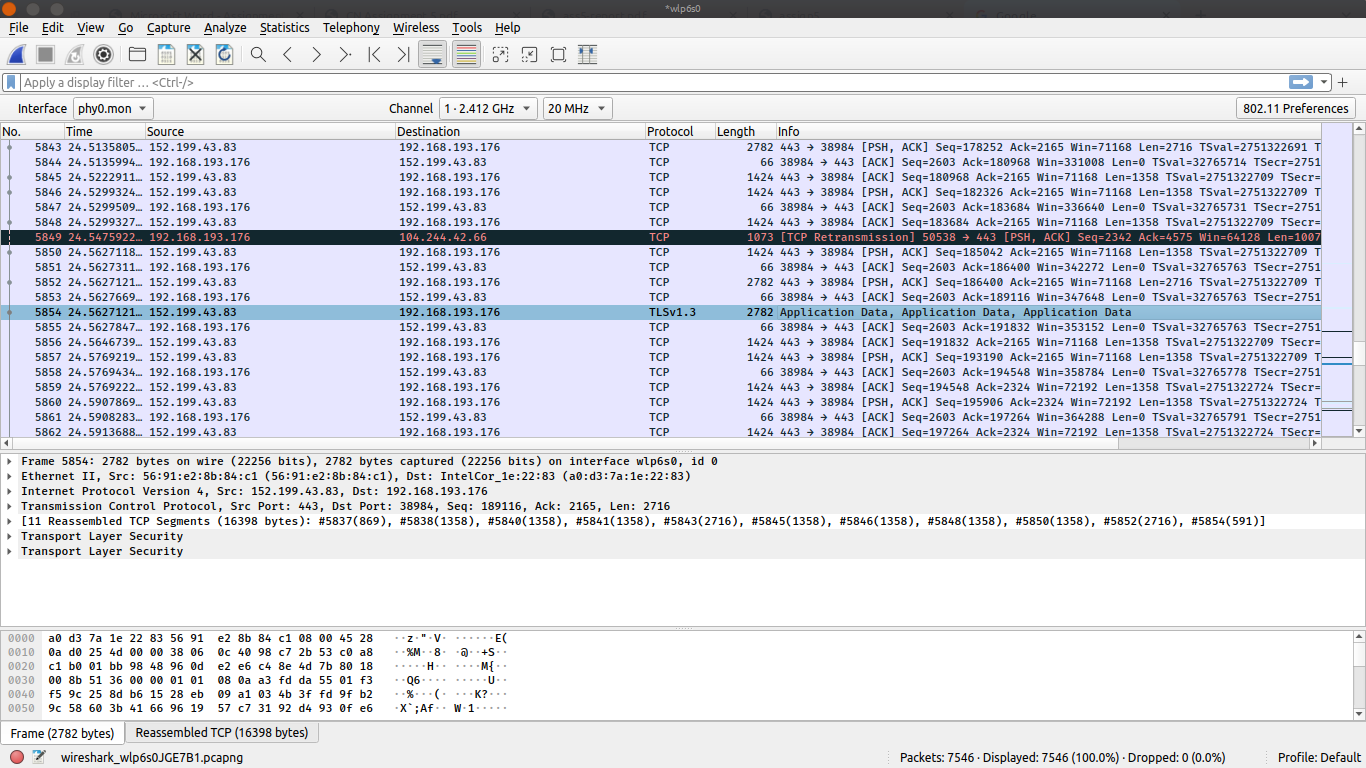 *wlp6s0
File Edit View Go Capture Analyze Statistics Telephony Wireless Tools Help
Apply a display filter … <Ctrl-/>
Interface phy0.mon Channel 1 · 2.412 GHz 20 MHz 802.11 Preferences
No. Time Source Destination Protocol Length Info
5843 24.5135805… 152.199.43.83 192.168.193.176 TCP 2782 443 → 38984 [PSH, ACK] Seq=178252 Ack=2165 Win=71168 Len=2716 TSval=2751322691 T
5844 24.5135994… 192.168.193.176 152.199.43.83 TCP 66 38984 → 443 [ACK] Seq=2603 Ack=180968 Win=331008 Len=0 TSval=32765714 TSecr=2751
5845 24.5222911… 152.199.43.83 192.168.193.176 TCP 1424 443 → 38984 [ACK] Seq=180968 Ack=2165 Win=71168 Len=1358 TSval=2751322709 TSecr=
5846 24.5299324… 152.199.43.83 192.168.193.176 TCP 1424 443 → 38984 [PSH, ACK] Seq=182326 Ack=2165 Win=71168 Len=1358 TSval=2751322709 T
5847 24.5299509… 192.168.193.176 152.199.43.83 TCP 66 38984 → 443 [ACK] Seq=2603 Ack=183684 Win=336640 Len=0 TSval=32765731 TSecr=2751
5848 24.5299327… 152.199.43.83 192.168.193.176 TCP 1424 443 → 38984 [ACK] Seq=183684 Ack=2165 Win=71168 Len=1358 TSval=2751322709 TSecr=
5849 24.5475922… 192.168.193.176 104.244.42.66 TCP 1073 [TCP Retransmission] 50538 → 443 [PSH, ACK] Seq=2342 Ack=4575 Win=64128 Len=1007
5850 24.5627118… 152.199.43.83 192.168.193.176 TCP 1424 443 → 38984 [PSH, ACK] Seq=185042 Ack=2165 Win=71168 Len=1358 TSval=2751322709 T
5851 24.5627311… 192.168.193.176 152.199.43.83 TCP 66 38984 → 443 [ACK] Seq=2603 Ack=186400 Win=342272 Len=0 TSval=32765763 TSecr=2751
5852 24.5627121… 152.199.43.83 192.168.193.176 TCP 2782 443 → 38984 [PSH, ACK] Seq=186400 Ack=2165 Win=71168 Len=2716 TSval=2751322709 T
5853 24.5627669… 192.168.193.176 152.199.43.83 TCP 66 38984 → 443 [ACK] Seq=2603 Ack=189116 Win=347648 Len=0 TSval=32765763 TSecr=2751
5854 24.5627121… 152.199.43.83 192.168.193.176 TLSv1.3 2782 Application Data, Application Data, Application Data
5855 24.5627847… 192.168.193.176 152.199.43.83 TCP 66 38984 → 443 [ACK] Seq=2603 Ack=191832 Win=353152 Len=0 TSval=32765763 TSecr=2751
5856 24.5646739… 152.199.43.83 192.168.193.176 TCP 1424 443 → 38984 [ACK] Seq=191832 Ack=2165 Win=71168 Len=1358 TSval=2751322709 TSecr=
5857 24.5769219… 152.199.43.83 192.168.193.176 TCP 1424 443 → 38984 [PSH, ACK] Seq=193190 Ack=2165 Win=71168 Len=1358 TSval=2751322709 T
5858 24.5769434… 192.168.193.176 152.199.43.83 TCP 66 38984 → 443 [ACK] Seq=2603 Ack=194548 Win=358784 Len=0 TSval=32765778 TSecr=2751
5859 24.5769222… 152.199.43.83 192.168.193.176 TCP 1424 443 → 38984 [ACK] Seq=194548 Ack=2324 Win=72192 Len=1358 TSval=2751322724 TSecr=
5860 24.5907869… 152.199.43.83 192.168.193.176 TCP 1424 443 → 38984 [PSH, ACK] Seq=195906 Ack=2324 Win=72192 Len=1358 TSval=2751322724 T
5861 24.5908283… 192.168.193.176 152.199.43.83 TCP 66 38984 → 443 [ACK] Seq=2603 Ack=197264 Win=364288 Len=0 TSval=32765791 TSecr=2751
5862 24.5913688… 152.199.43.83 192.168.193.176 TCP 1424 443 → 38984 [ACK] Seq=197264 Ack=2324 Win=72192 Len=1358 TSval=2751322724 TSecr=
Frame 5854: 2782 bytes on wire (22256 bits), 2782 bytes captured (22256 bits) on interface wlp6s0, id 0
Ethernet II, Src: 56:91:e2:8b:84:c1 (56:91:e2:8b:84:c1), Dst: IntelCor_1e:22:83 (a0:d3:7a:1e:22:83)
Internet Protocol Version 4, Src: 152.199.43.83, Dst: 192.168.193.176
Transmission Control Protocol, Src Port: 443, Dst Port: 38984, Seq: 189116, Ack: 2165, Len: 2716
[11 Reassembled TCP Segments (16398 bytes): #5837(869), #5838(1358), #5840(1358), #5841(1358), #5843(2716), #5845(1358), #5846(1358), #5848(1358), #5850(1358), #5852(2716), #5854(591)]
Transport Layer Security
Transport Layer Security
0000 a0 d3 7a 1e 22 83 56 91 e2 8b 84 c1 08 00 45 28 ··z·"·V· ······E(
0010 0a d0 25 4d 00 00 38 06 0c 40 98 c7 2b 53 c0 a8 ··%M··8· ·@··+S··
0020 c1 b0 01 bb 98 48 96 0d e2 e6 c4 8e 4d 7b 80 18 ·····H·· ····M{··
0030 00 8b 51 36 00 00 01 01 08 0a a3 fd da 55 01 f3 ··Q6···· ·····U··
0040 f5 9c 25 8d b6 15 28 eb 09 a1 03 4b 3f fd 9f b2 ··%···(· ···K?···
0050 9c 58 60 3b 41 66 96 19 57 c7 31 92 d4 93 0f e6 ·X`;Af·· W·1·····
Frame (2782 bytes) Reassembled TCP (16398 bytes)
wireshark_wlp6s0JGE7B1.pcapng Packets: 7546 · Displayed: 7546 (100.0%) · Dropped: 0 (0.0%) Profile: Default